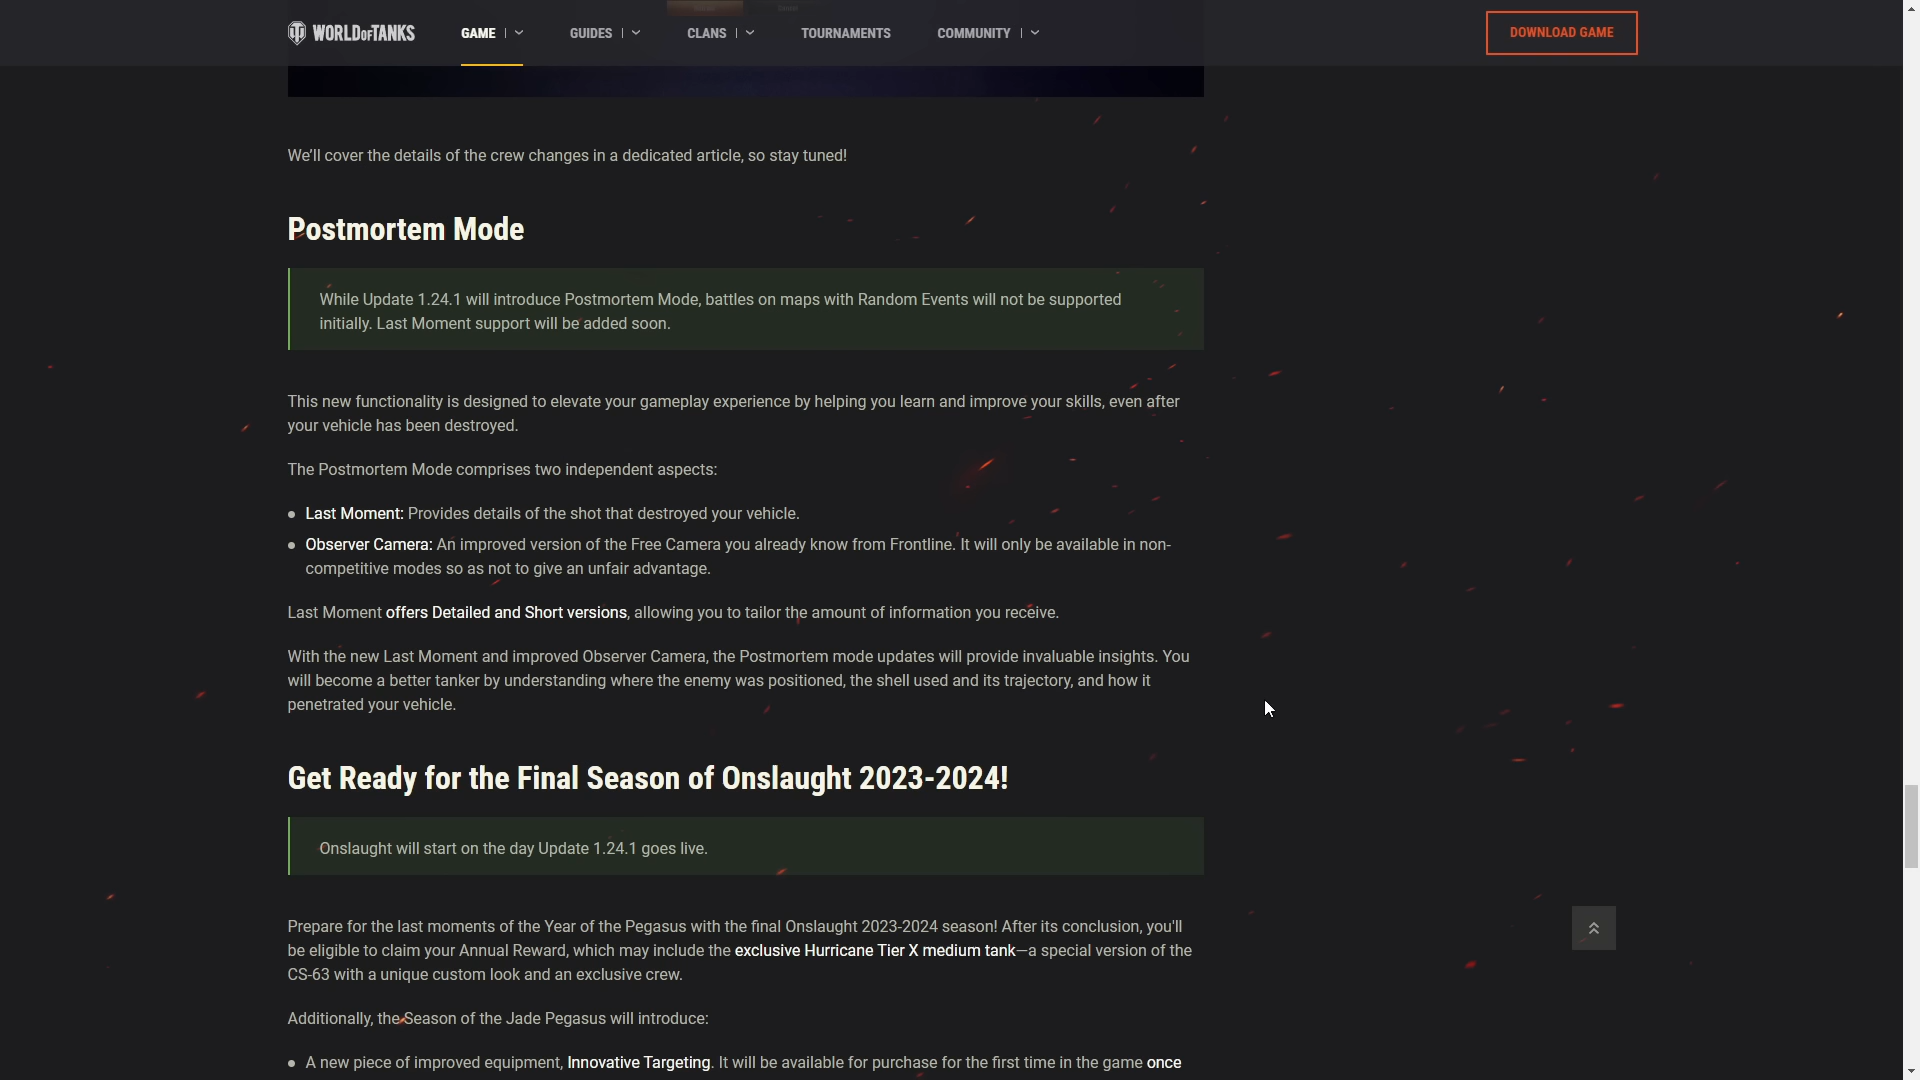 WORLD OF TANKS
GAME
GUIDES
CLANS
TOURNAMENTS
COMMUNITY
DOWNLOAD GAME
We'll cover the details of the crew changes in a dedicated article, so stay tuned!
Postmortem Mode
While Update 1.24.1 will introduce Postmortem Mode, battles on maps with Random Events will not be supported
initially. Last Moment support will be added soon.
This new functionality is designed to elevate your gameplay experience by helping you learn and improve your skills, even after
your vehicle has been destroyed.
The Postmortem Mode comprises two independent aspects:
Last Moment: Provides details of the shot that destroyed your vehicle.
Observer Camera: An improved version of the Free Camera you already know from Frontline. It will only be available in non-
competitive modes so as not to give an unfair advantage.
Last Moment offers Detailed and Short versions, allowing you to tailor the amount of information you receive.
With the new Last Moment and improved Observer Camera, the Postmortem mode updates will provide invaluable insights. You
will become a better tanker by understanding where the enemy was positioned, the shell used and its trajectory, and how it
penetrated your vehicle.
Get Ready for the Final Season of Onslaught 2023-2024!
Onslaught will start on the day Update 1.24.1 goes live.
Prepare for the last moments of the Year of the Pegasus with the final Onslaught 2023-2024 season! After its conclusion, you'll
be eligible to claim your Annual Reward, which may include the exclusive Hurricane Tier X medium tank—a special version of the
CS-63 with a unique custom look and an exclusive crew.
Additionally, the Season of the Jade Pegasus will introduce:
A new piece of improved equipment, Innovative Targeting. It will be available for purchase for the first time in the game once